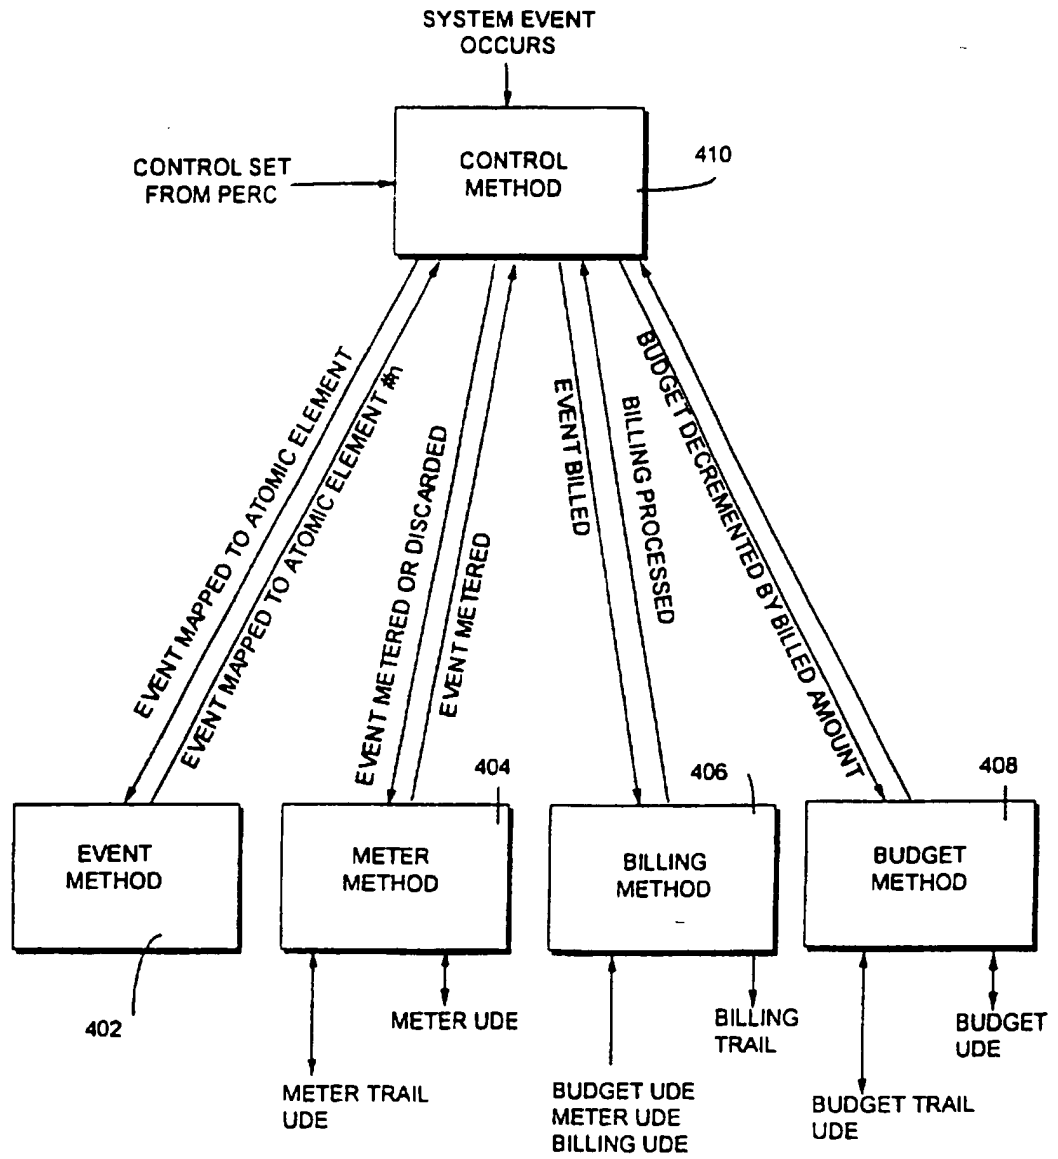 SYSTEM EVENT
OCCURS
CONTROL
METHOD
410
CONTROL SET
FROM PERC
EVENT MAPPED TO ATOMIC ELEMENT
EVENT MAPPED TO ATOMIC ELEMENT #n
EVENT METERED OR DISCARDED
EVENT METERED
EVENT BILLED
BILLING PROCESSED
BUDGET DECREMENTED BY BILLED AMOUNT
404
406
408
EVENT
METHOD
METER
METHOD
BILLING
METHOD
BUDGET
METHOD
402
METER UDE
METER TRAIL
UDE
BILLING
TRAIL
BUDGET UDE
METER UDE
BILLING UDE
BUDGET
UDE
BUDGET TRAIL
UDE